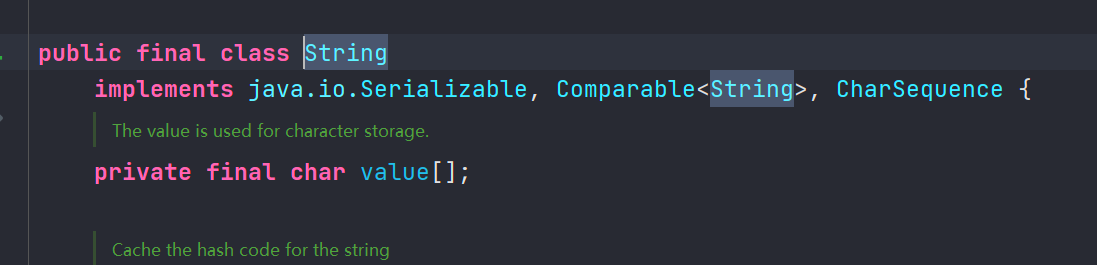 public final class String
implements java.io.Serializable, Comparable<String>, CharSequence {
The value is used for character storage.
private final char value[];
Cache the hash code for the string